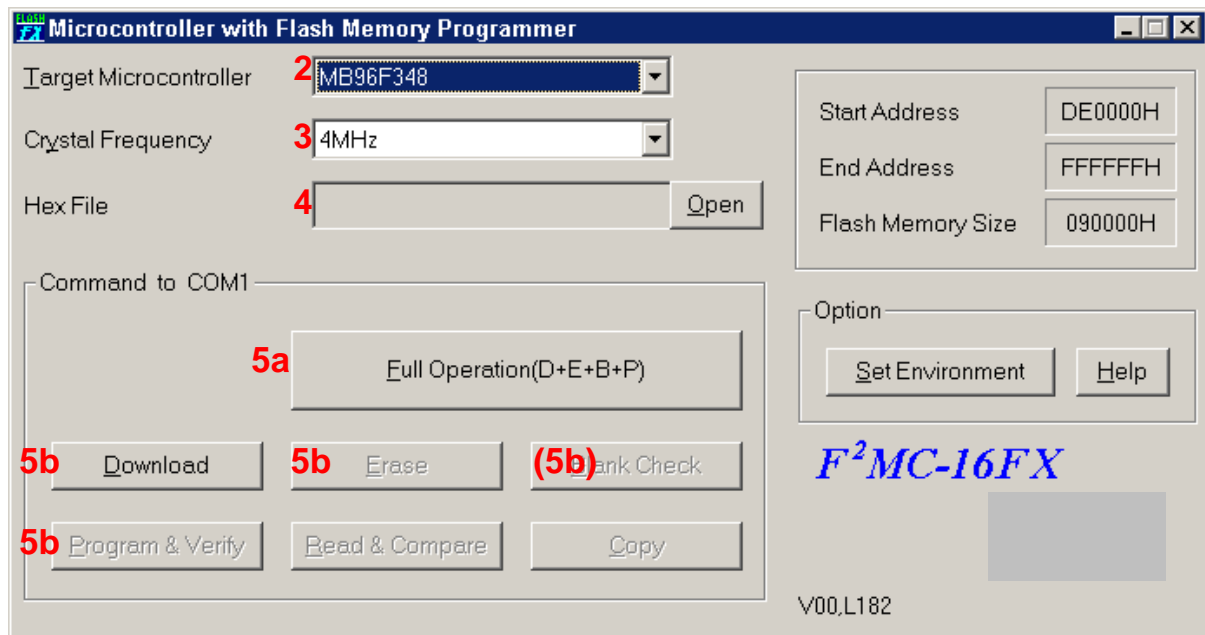 FLASH FX Microcontroller with Flash Memory Programmer
Target Microcontroller 2 MB96F348
Crystal Frequency 3 4MHz
Hex File 4 Open
Start Address DE0000H
End Address FFFFFFH
Flash Memory Size 090000H
Command to COM1
5a Full Operation(D+E+B+P)
5b Download 5b Erase (5b) lank Check
5b Program & Verify Read & Compare Copy
Option
Set Environment Help
F²MC-16FX
V00,L182